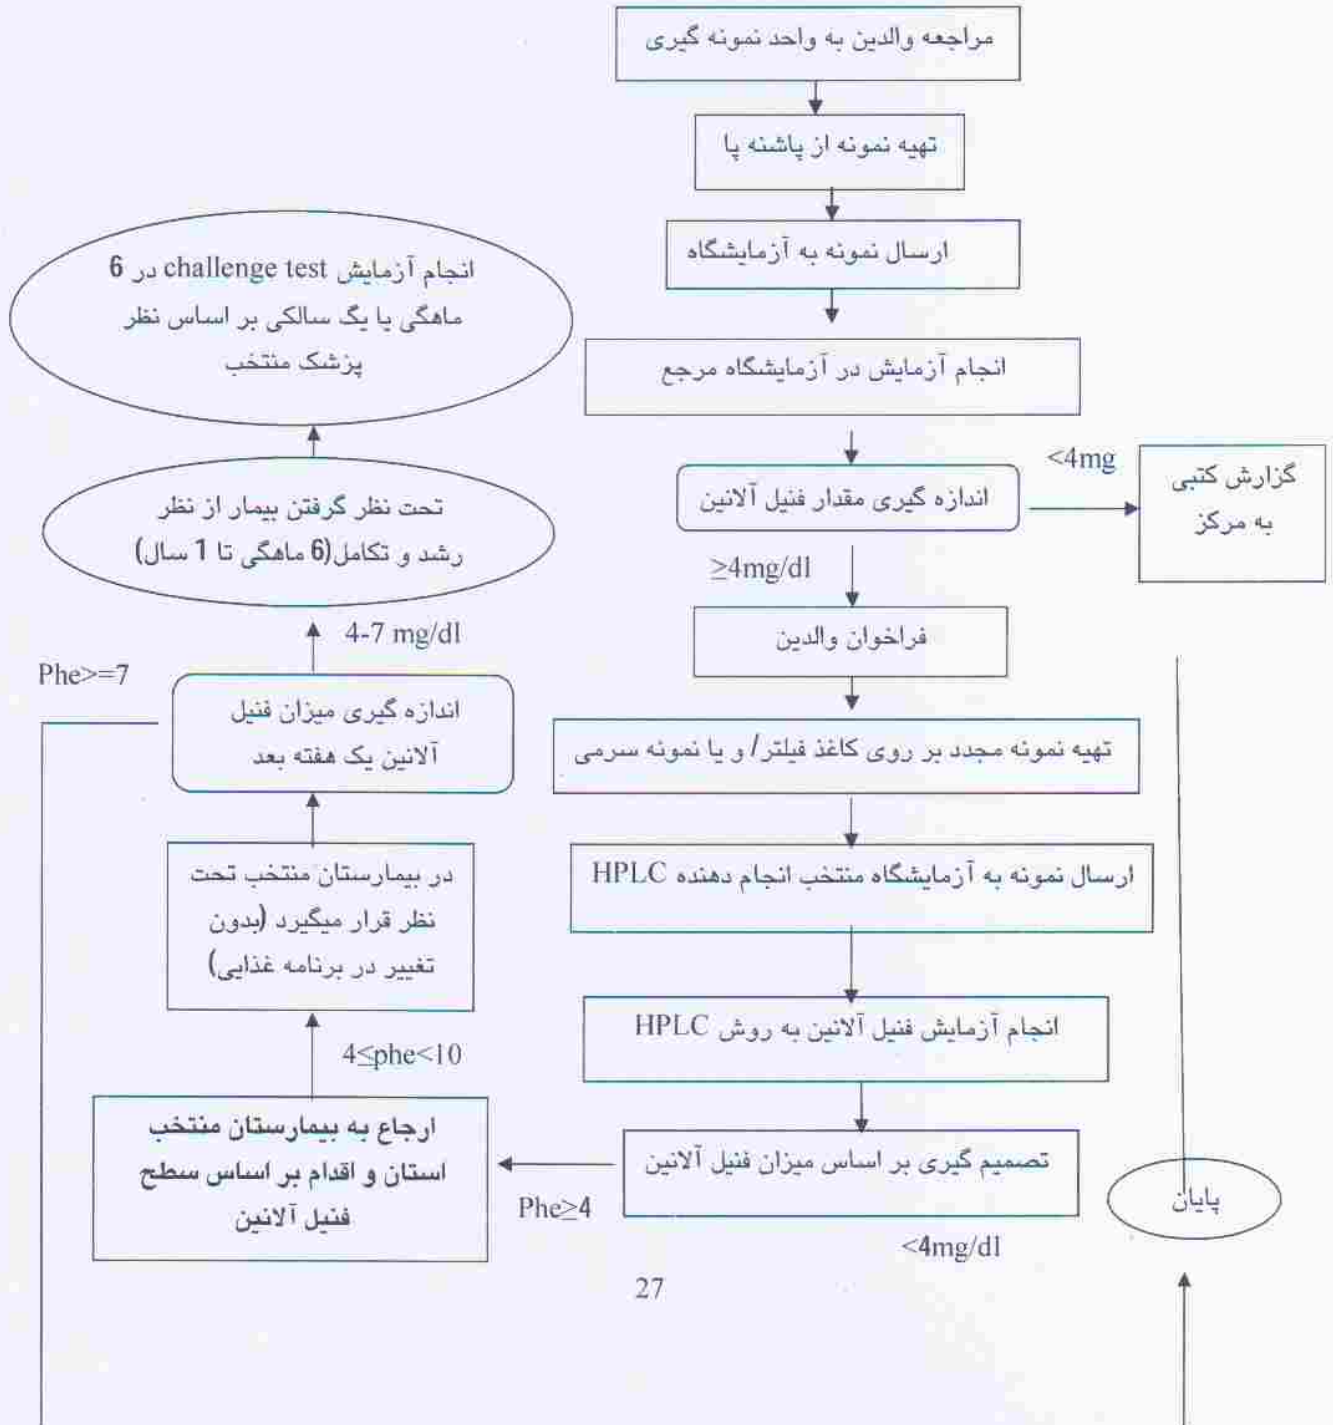 مراجعه والدین به واحد نمونه گیری
تهیه نمونه از پاشنه پا
ارسال نمونه به آزمایشگاه
انجام آزمایش در آزمایشگاه مرجع
اندازه گیری مقدار فنیل آلانین
<4mg
گزارش کتبی
به مرکز
≥4mg/dl
فراخوان والدین
تهیه نمونه مجدد بر روی کاغذ فیلتر/ و یا نمونه سرمی
ارسال نمونه به آزمایشگاه منتخب انجام دهنده HPLC
انجام آزمایش فنیل آلانین به روش HPLC
تصمیم گیری بر اساس میزان فنیل آلانین
<4mg/dl
پایان
Phe≥4
ارجاع به بیمارستان منتخب
استان و اقدام بر اساس سطح
فنیل آلانین
4≤phe<10
در بیمارستان منتخب تحت
نظر قرار میگیرد (بدون
تغییر در برنامه غذایی)
اندازه گیری میزان فنیل
آلانین یک هفته بعد
Phe>=7
4-7 mg/dl
تحت نظر گرفتن بیمار از نظر
رشد و تکامل(6 ماهگی تا 1 سال)
انجام آزمایش challenge test در 6
ماهگی یا یگ سالکی بر اساس نظر
پزشک منتخب
27